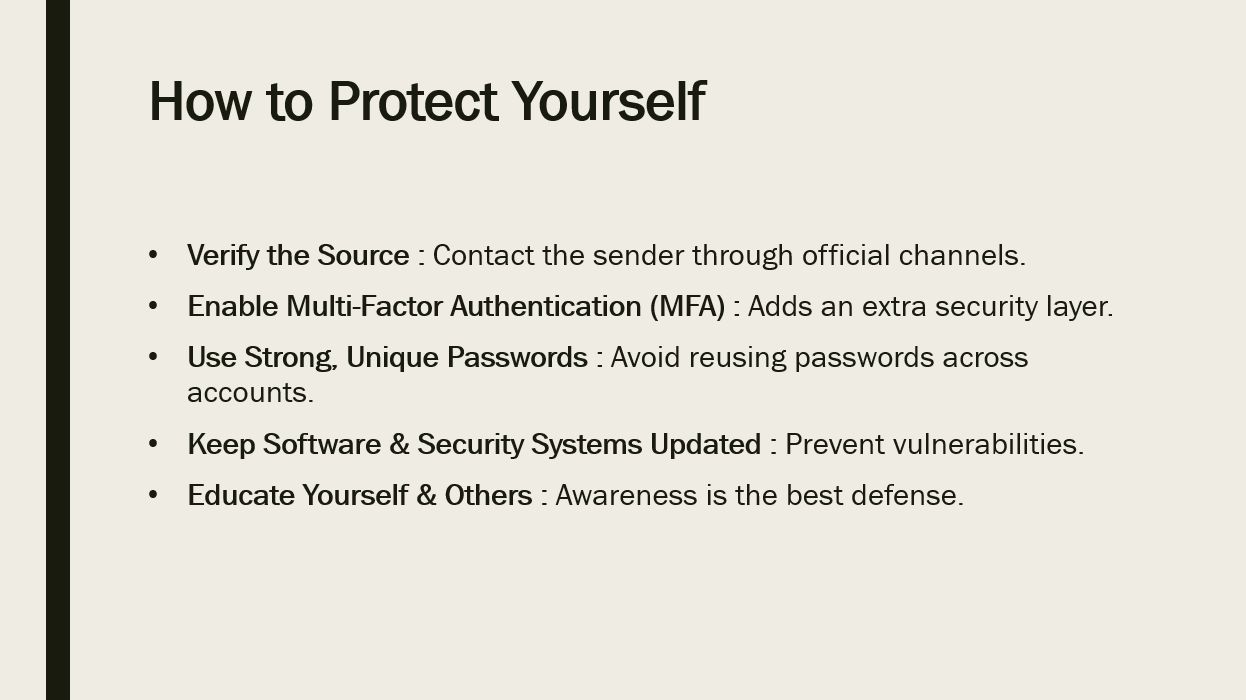 How to Protect Yourself
• Verify the Source : Contact the sender through official channels.
• Enable Multi-Factor Authentication (MFA) : Adds an extra security layer.
• Use Strong, Unique Passwords : Avoid reusing passwords across
accounts.
• Keep Software & Security Systems Updated : Prevent vulnerabilities.
• Educate Yourself & Others : Awareness is the best defense.